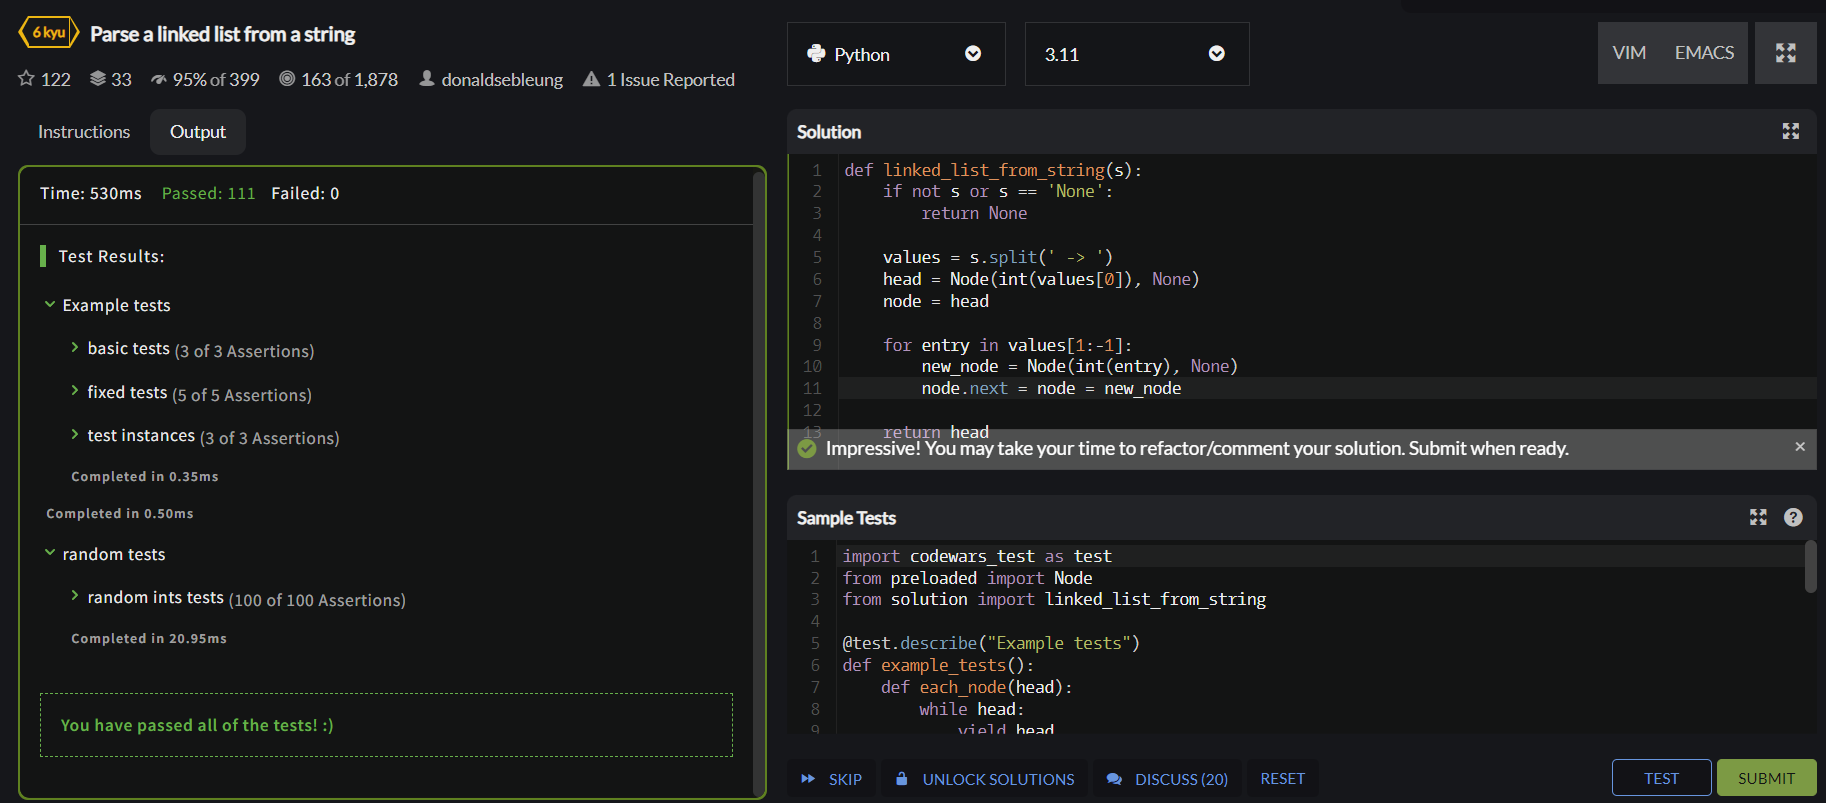 6 kyu Parse a linked list from a string
122 33 95% of 399 163 of 1,878 donaldsebleung 1 Issue Reported
Instructions Output
Time: 530ms Passed: 111 Failed: 0
Test Results:
Example tests
basic tests (3 of 3 Assertions)
fixed tests (5 of 5 Assertions)
test instances (3 of 3 Assertions)
Completed in 0.35ms
Completed in 0.50ms
random tests
random ints tests (100 of 100 Assertions)
Completed in 20.95ms
You have passed all of the tests! :)
Python 3.11 VIM EMACS
Solution
1 def linked_list_from_string(s):
2 if not s or s == 'None':
3 return None
4
5 values = s.split(' -> ')
6 head = Node(int(values[0]), None)
7 node = head
8
9 for entry in values[1:-1]:
10 new_node = Node(int(entry), None)
11 node.next = node = new_node
12
13 return head
Impressive! You may take your time to refactor/comment your solution. Submit when ready. ×
Sample Tests ?
1 import codewars_test as test
2 from preloaded import Node
3 from solution import linked_list_from_string
4
5 @test.describe("Example tests")
6 def example_tests():
7 def each_node(head):
8 while head:
9 yield head
SKIP UNLOCK SOLUTIONS DISCUSS (20) RESET TEST SUBMIT